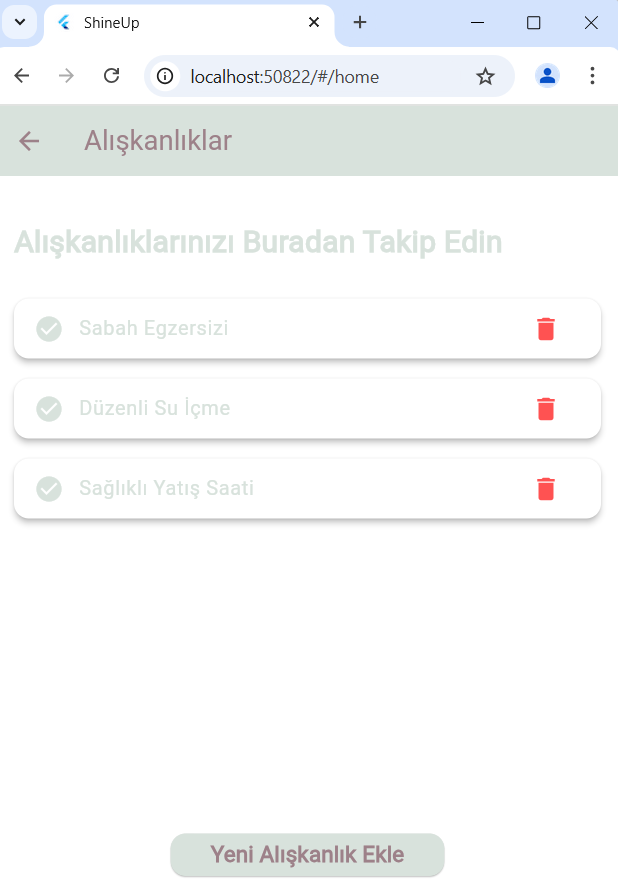 ShineUp
localhost:50822/#/home
Alışkanlıklar
Alışkanlıklarınızı Buradan Takip Edin
Sabah Egzersizi
Düzenli Su İçme
Sağlıklı Yatış Saati
Yeni Alışkanlık Ekle